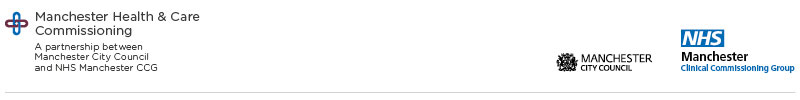 Manchester Health & Care
Commissioning
A partnership between
Manchester City Council
and NHS Manchester CCG
MANCHESTER
CITY COUNCIL
NHS
Manchester
Clinical Commissioning Group